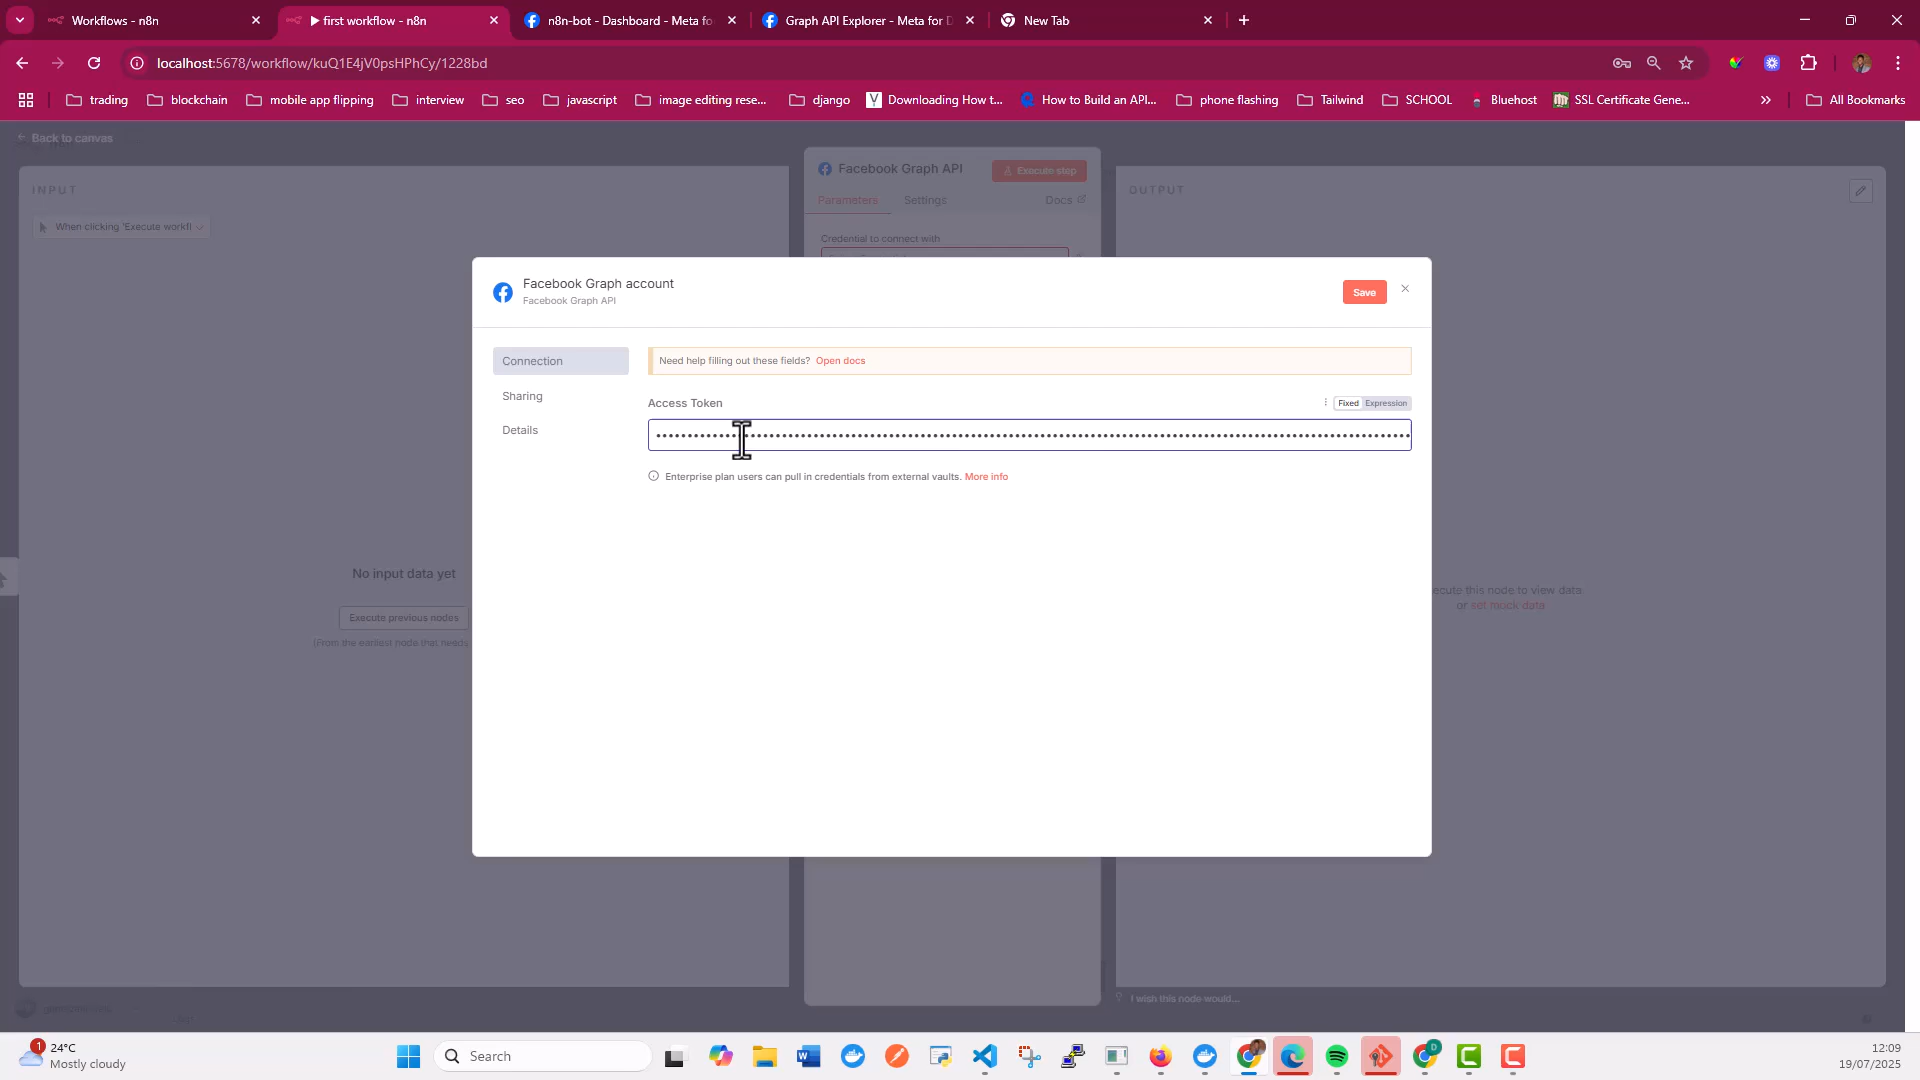 Workflows - n8n
▶ first workflow - n8n
n8n-bot - Dashboard - Meta fo
Graph API Explorer - Meta for D
New Tab
localhost:5678/workflow/kuQ1E4jV0psHPhCy/1228bd
trading
blockchain
mobile app flipping
interview
seo
javascript
image editing rese...
django
Downloading How t...
How to Build an API...
phone flashing
Tailwind
SCHOOL
Bluehost
SSL Certificate Gene...
All Bookmarks
Back to canvas
INPUT
When clicking 'Execute workfl
No input data yet
Execute previous nodes
(From the earliest node that needs
Facebook Graph API
Execute step
Parameters
Settings
Docs
Credential to connect with
OUTPUT
Facebook Graph account
Facebook Graph API
Save
Connection
Sharing
Details
Need help filling out these fields? Open docs
Access Token
Fixed
Expression
Enterprise plan users can pull in credentials from external vaults. More info
ecute this node to view data
or set mock data
I wish this node would...
1
24°C
Mostly cloudy
Search
D
12:09
19/07/2025